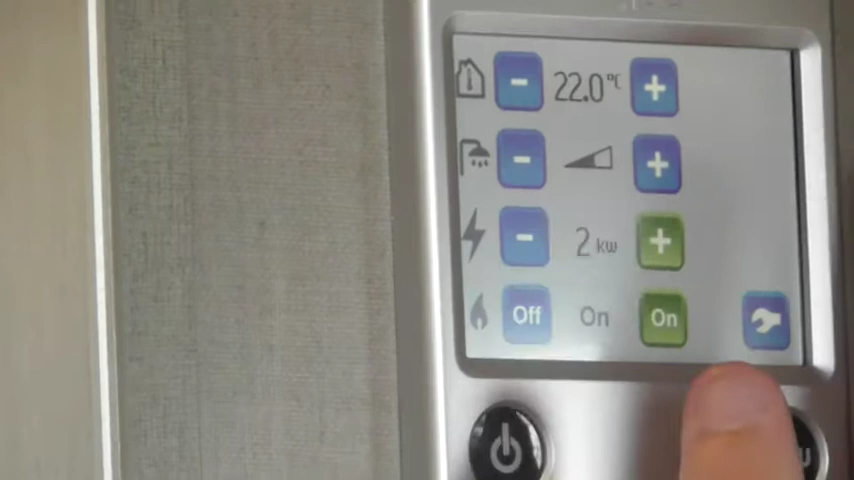 - 22.0°C +
- +
- 2 kw +
Off On On
U